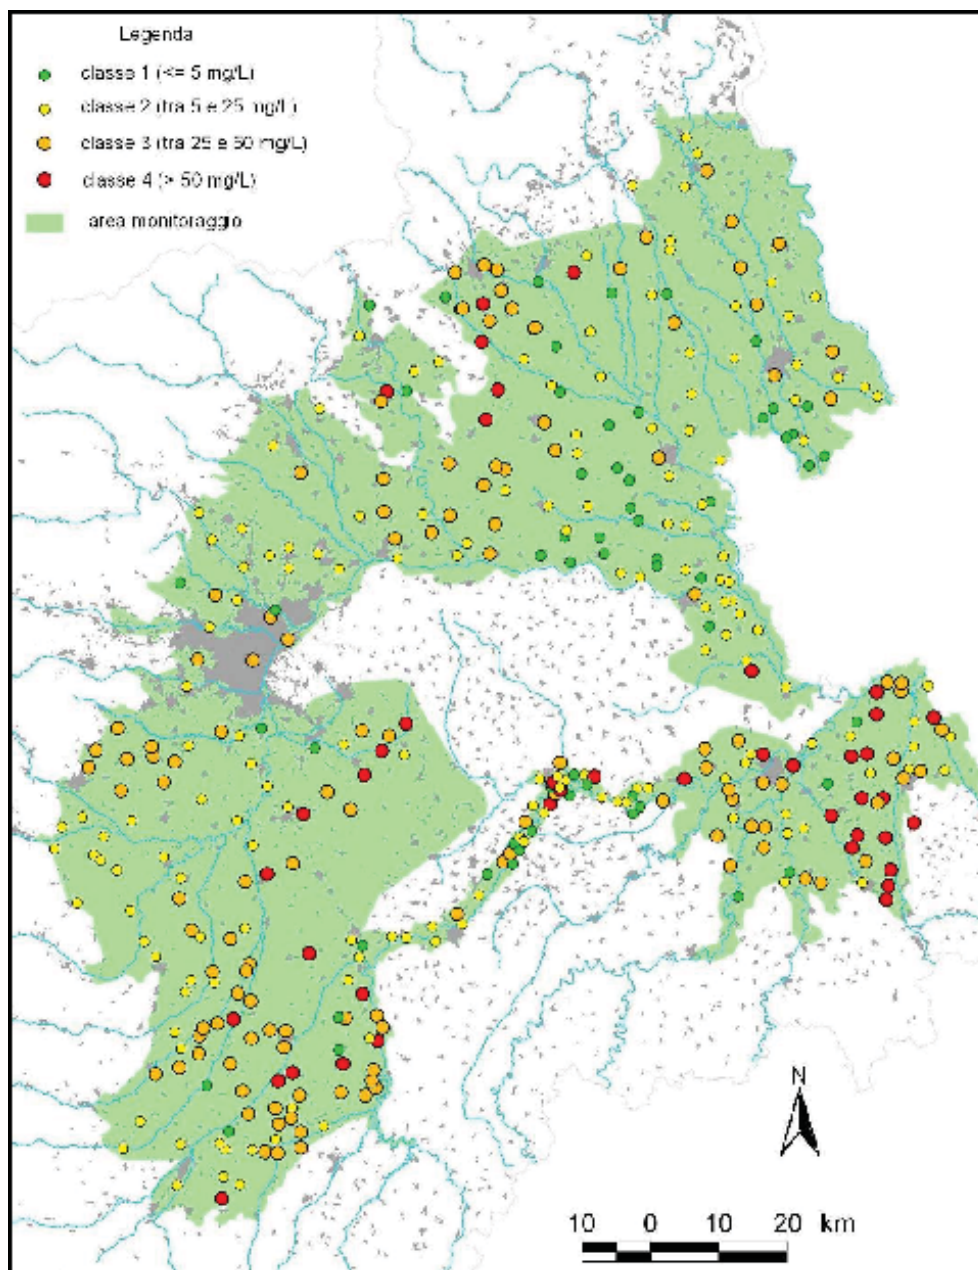 Legenda
classe 1 (<= 5 mg/L)
classe 2 (tra 5 e 25 mg/L)
classe 3 (tra 25 e 50 mg/L)
classe 4 (> 50 mg/L)
area monitoraggio
N
10 0 10 20 km